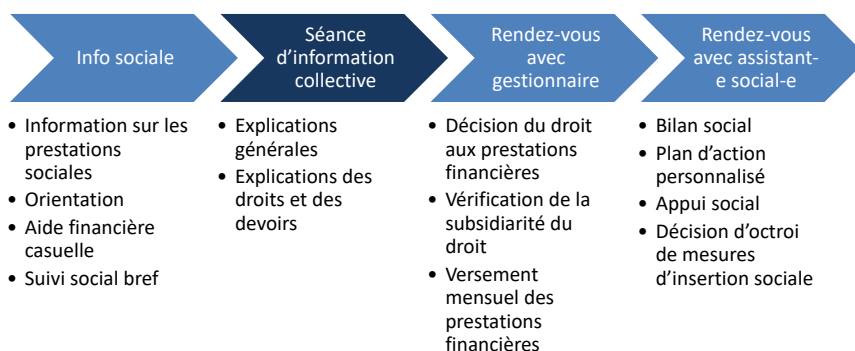 Info sociale
• Information sur les
prestations
sociales
• Orientation
• Aide financière
casuelle
• Suivi social bref
Séance
d’information
collective
• Explications
générales
• Explications des
droits et des
devoirs
Rendez-vous
avec
gestionnaire
• Décision du droit
aux prestations
financières
• Vérification de la
subsidiarité du
droit
• Versement
mensuel des
prestations
financières
Rendez-vous
avec assistant-
e social-e
• Bilan social
• Plan d’action
personnalisé
• Appui social
• Décision d’octroi
de mesures
d’insertion sociale